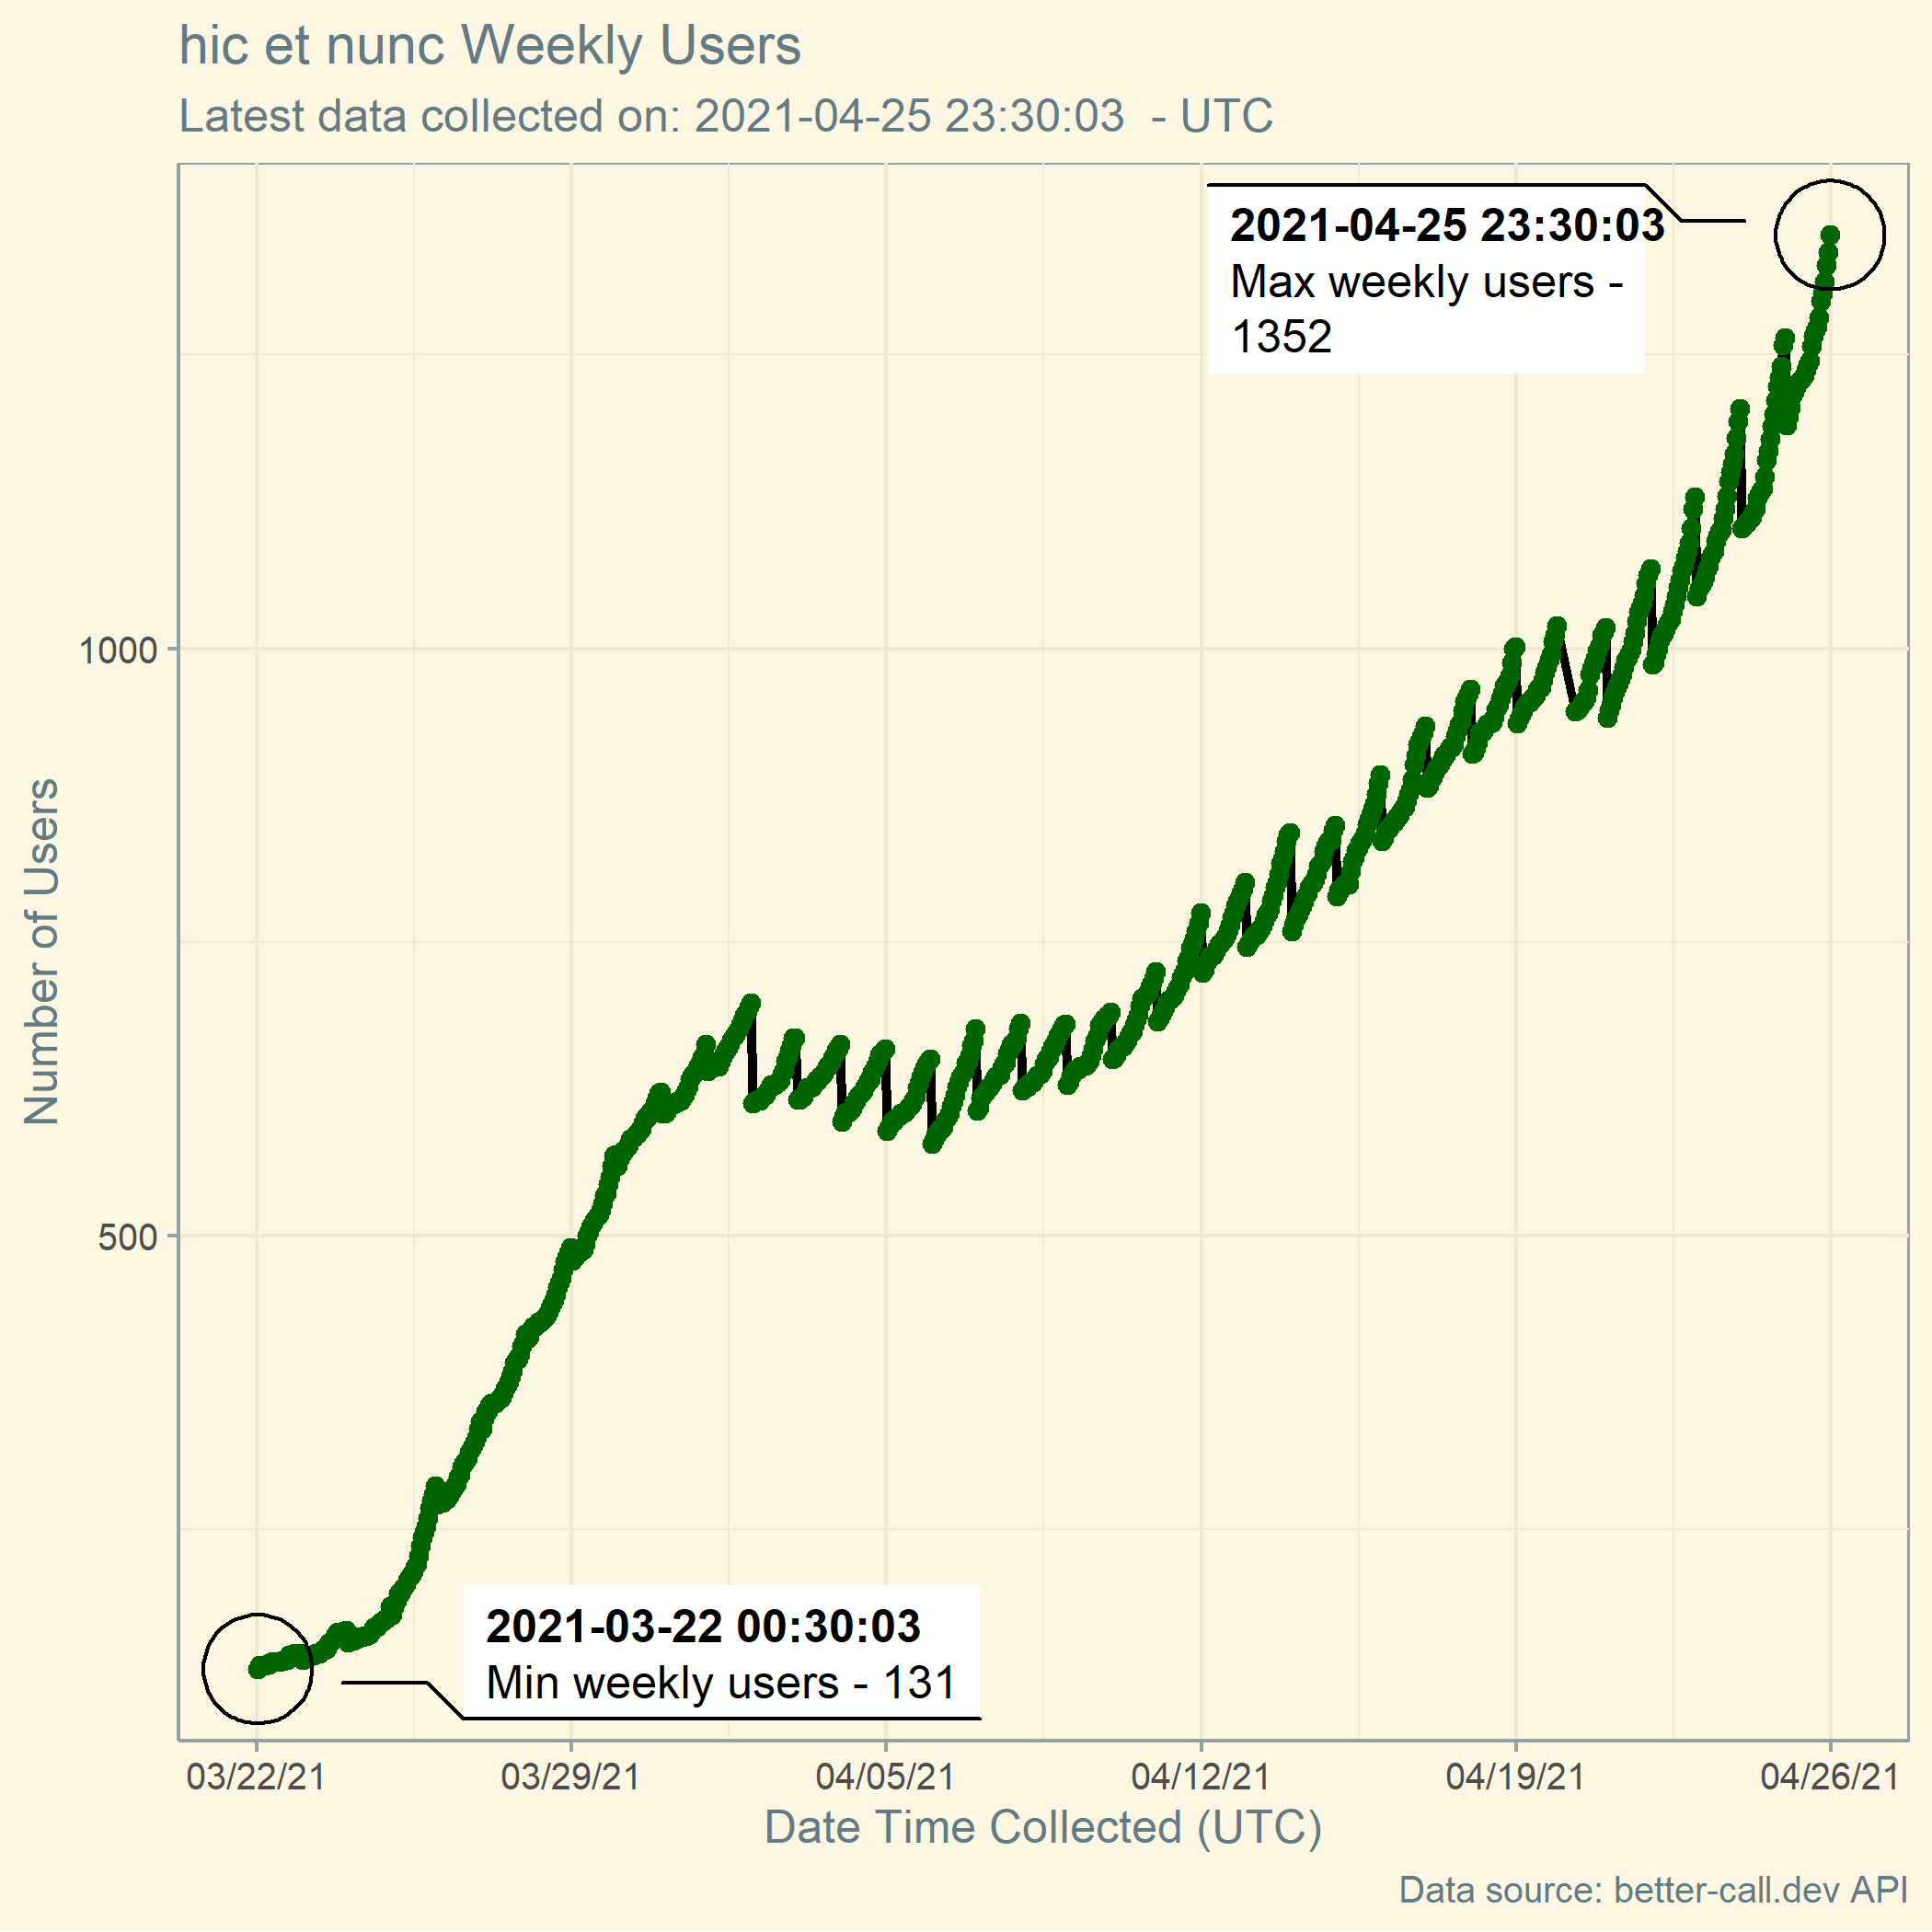 hic et nunc Weekly Users
Latest data collected on: 2021-04-25 23:30:03  - UTC
2021-04-25 23:30:03
Max weekly users -
1352
1000
Number of Users
500
2021-03-22 00:30:03
Min weekly users - 131
03/22/21 03/29/21 04/05/21 04/12/21 04/19/21 04/26/21
Date Time Collected (UTC)
Data source: better-call.dev API